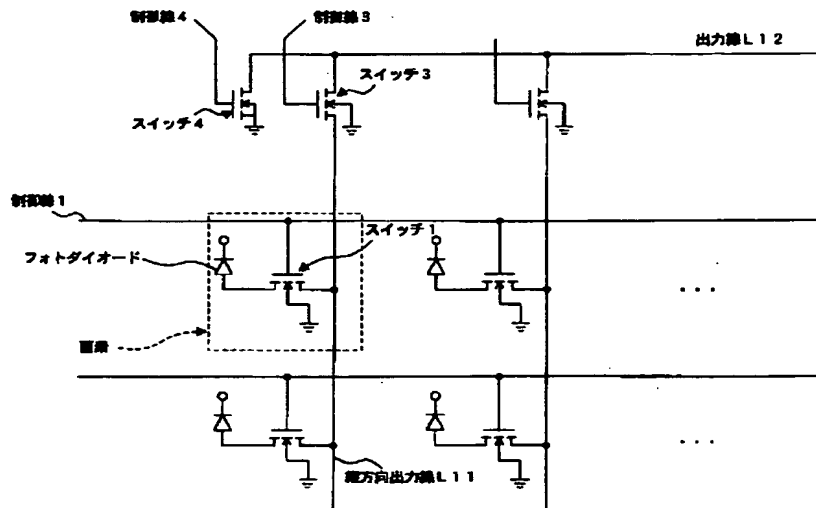 制御線4
制御線3
出力線L12
スイッチ3
スイッチ4
制御線1
スイッチ1
フォトダイオード
...
画素
...
縦方向出力線L11